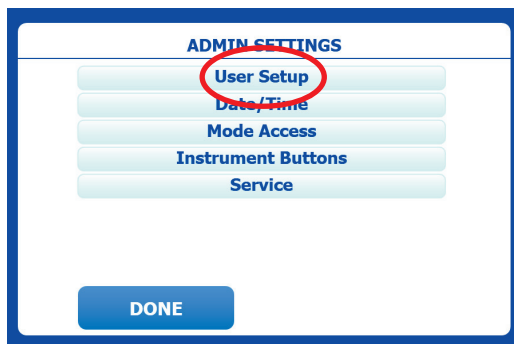 ADMIN SETTINGS
User Setup
Date/Time
Mode Access
Instrument Buttons
Service
DONE